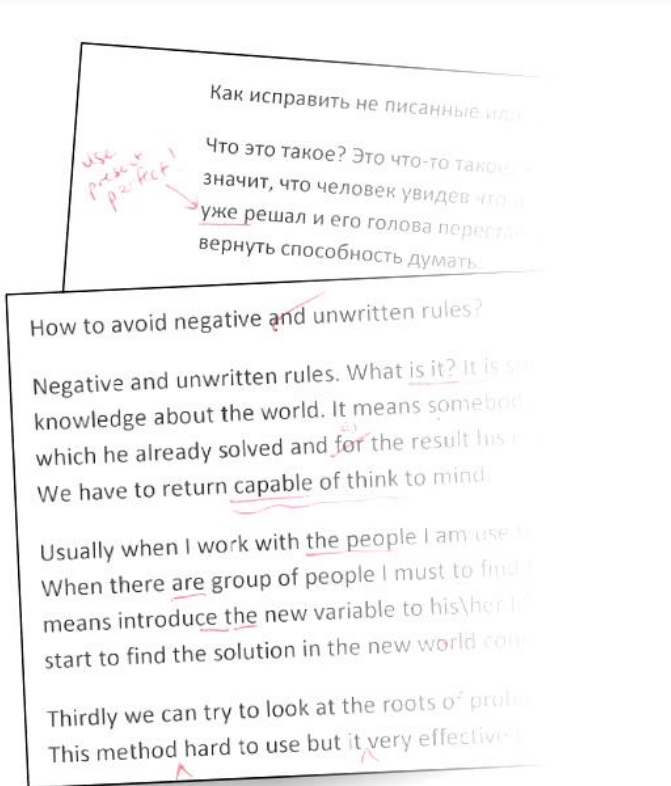 Как исправить не писанные
Что это такое? Это что-то такое
use present perfect!
значит, что человек увидев что
уже решал и его голова переста
вернуть способность думать.
How to avoid negative and unwritten rules?
Negative and unwritten rules. What is it? It is so
knowledge about the world. It means somebod
which he already solved and for the result his
We have to return capable of think to mind.
Usually when I work with the people I am use
When there are group of people I must to find
means introduce the new variable to his\her
start to find the solution in the new world con
Thirdly we can try to look at the roots of prob
This method hard to use but it very effective